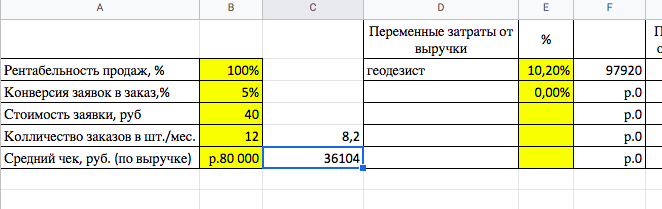 A B C D E F
Переменные затраты от выручки % П
Рентабельность продаж, % 100% геодезист 10,20% 97920 о
Конверсия заявок в заказ,% 5% 0,00% р.0
Стоимость заявки, руб 40 р.0
Колличество заказов в шт./мес. 12 8,2 р.0
Средний чек, руб. (по выручке) р.80 000 36104 р.0